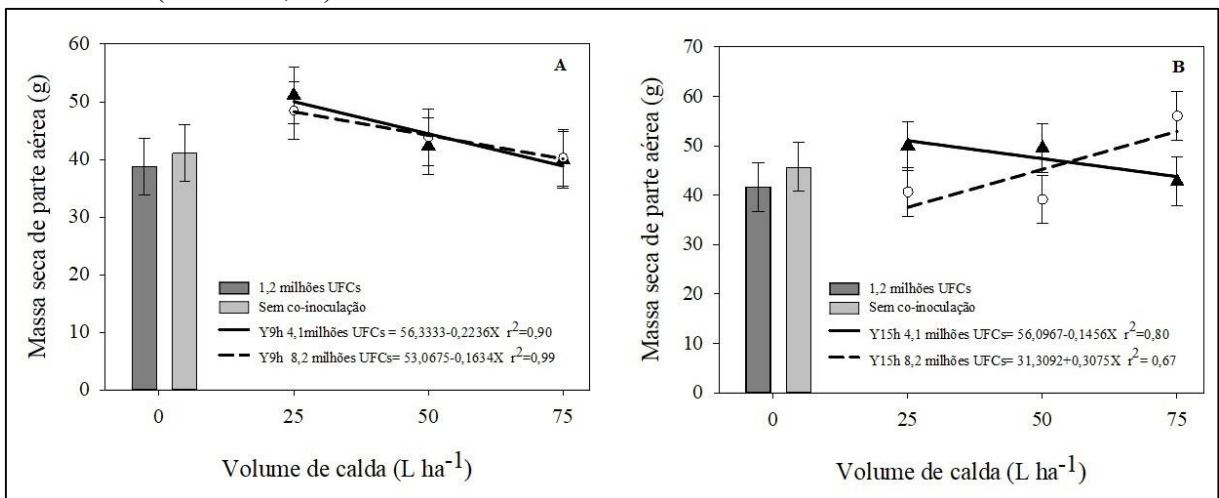 Massa seca de parte aérea (g)
60
50
40
30
20
10
0
A
1,2 milhões UFCs
Sem co-inoculação
Y9h 4,1milhões UFCs = 56,3333-0,2236X r²=0,90
Y9h 8,2 milhões UFCs= 53,0675-0,1634X r²=0,99
0 25 50 75
Volume de calda (L ha⁻¹)
Massa seca de parte aérea (g)
70
60
50
40
30
20
10
0
B
1,2 milhões UFCs
Sem co-inoculação
Y15h 4,1 milhões UFCs= 56,0967-0,1456X r²=0,80
Y15h 8,2 milhões UFCs= 31,3092+0,3075X r²= 0,67
0 25 50 75
Volume de calda (L ha⁻¹)